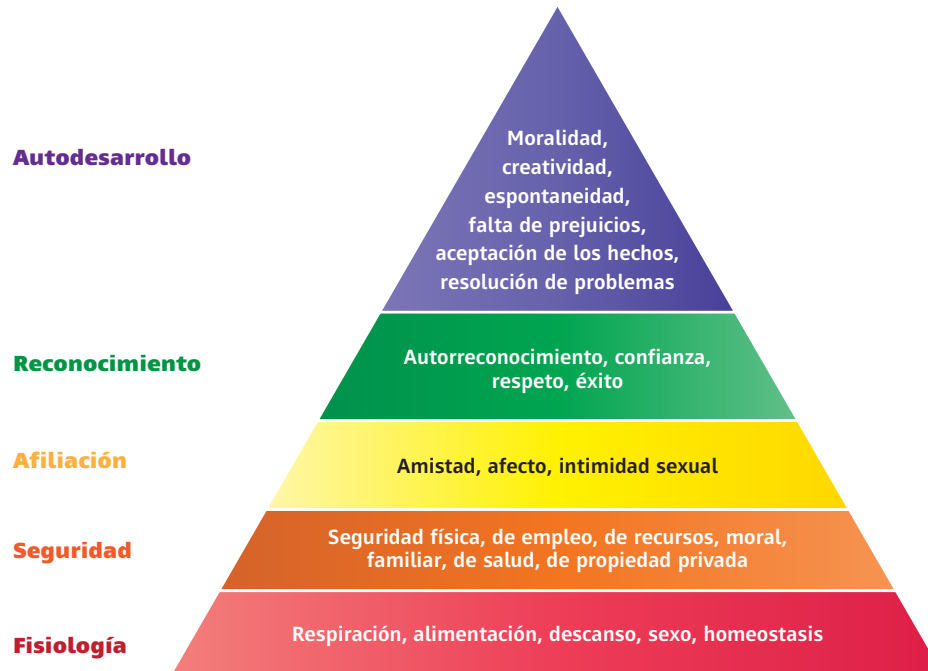 Autodesarrollo
Moralidad,
creatividad,
espontaneidad,
falta de prejuicios,
aceptación de los hechos,
resolución de problemas
Reconocimiento
Autorreconocimiento, confianza,
respeto, éxito
Afiliación
Amistad, afecto, intimidad sexual
Seguridad
Seguridad física, de empleo, de recursos, moral,
familiar, de salud, de propiedad privada
Fisiología
Respiración, alimentación, descanso, sexo, homeostasis